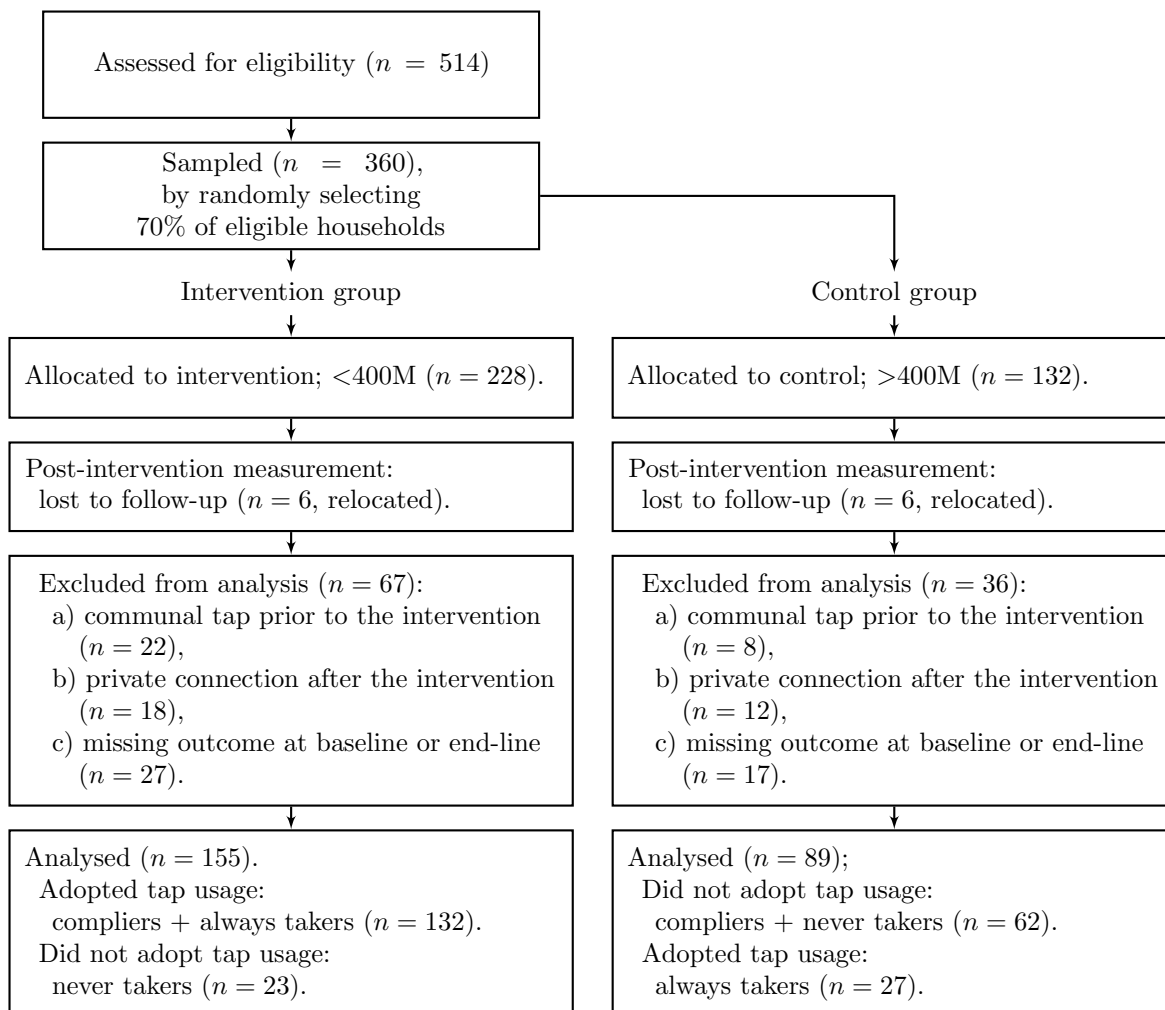 Assessed for eligibility (n = 514)
Sampled (n = 360),
by randomly selecting
70% of eligible households
Intervention group
Control group
Allocated to intervention; <400M (n = 228).
Allocated to control; >400M (n = 132).
Post-intervention measurement:
lost to follow-up (n = 6, relocated).
Post-intervention measurement:
lost to follow-up (n = 6, relocated).
Excluded from analysis (n = 67):
a) communal tap prior to the intervention
(n = 22),
b) private connection after the intervention
(n = 18),
c) missing outcome at baseline or end-line
(n = 27).
Excluded from analysis (n = 36):
a) communal tap prior to the intervention
(n = 8),
b) private connection after the intervention
(n = 12),
c) missing outcome at baseline or end-line
(n = 17).
Analysed (n = 155).
Adopted tap usage:
compliers + always takers (n = 132).
Did not adopt tap usage:
never takers (n = 23).
Analysed (n = 89);
Did not adopt tap usage:
compliers + never takers (n = 62).
Adopted tap usage:
always takers (n = 27).